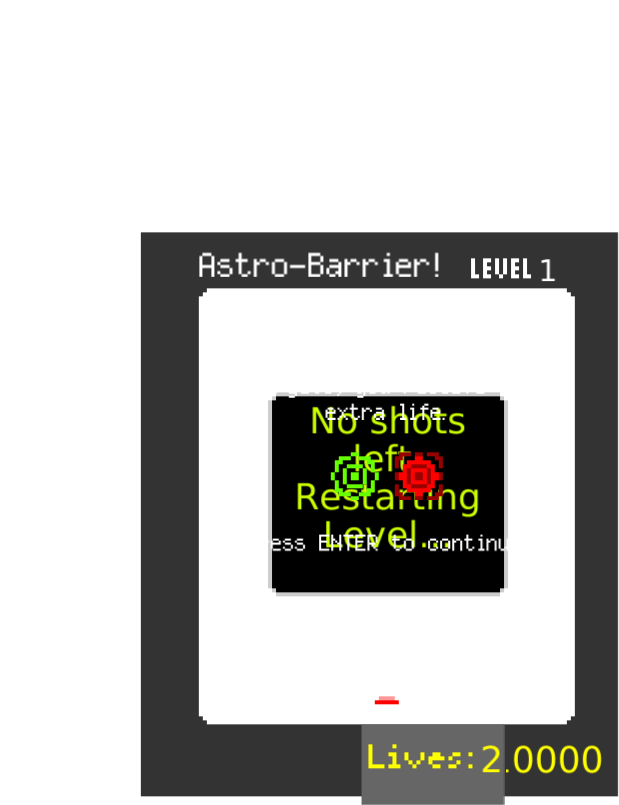 Astro-Barrier! LEVEL 1
extra life.
No shots
left.
Restarting
Level...
ess ENTER to continu
Lives:2.0000